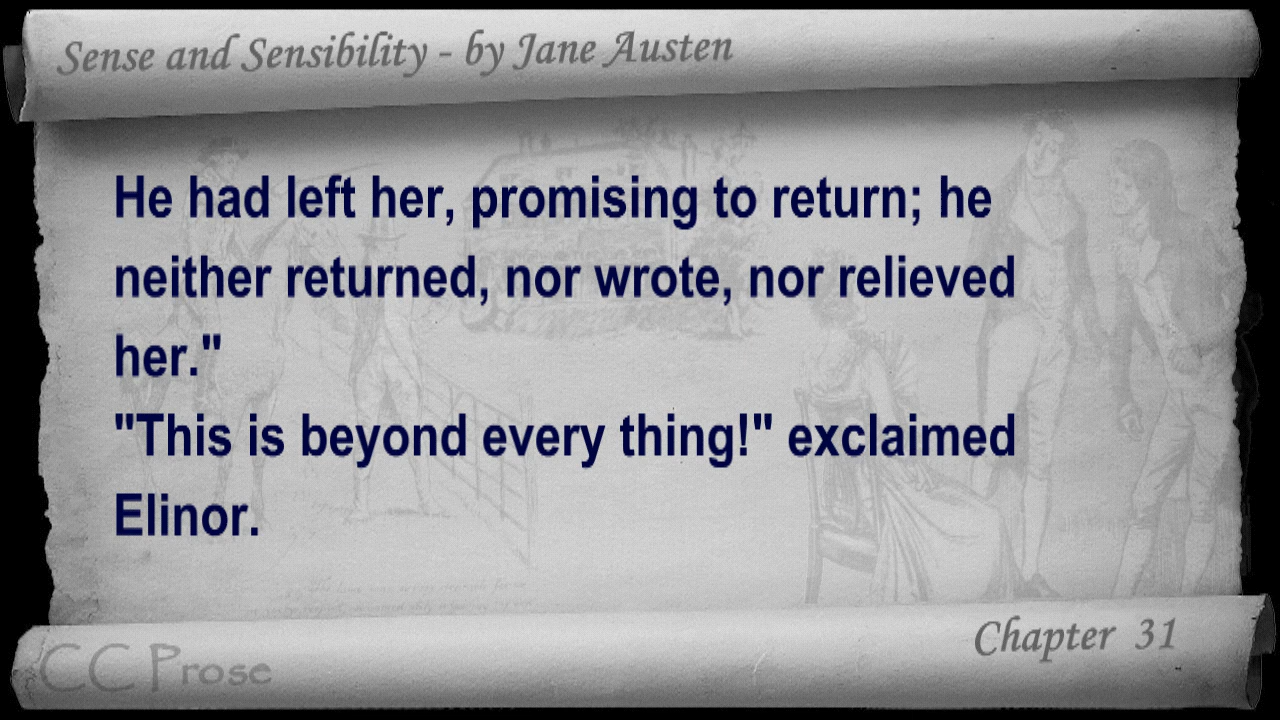 Sense and Sensibility - by Jane Austen
He had left her, promising to return; he
neither returned, nor wrote, nor relieved
her."
"This is beyond every thing!" exclaimed
Elinor.
Chapter 31
CC Prose